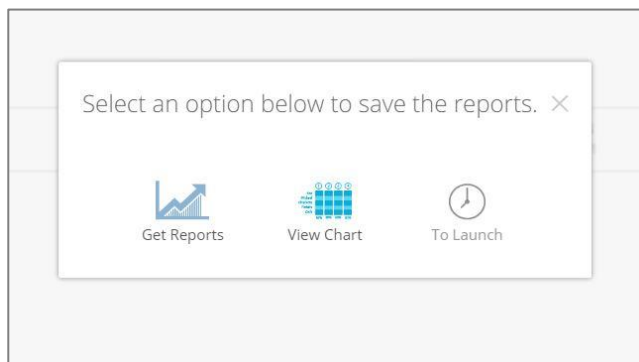 Select an option below to save the reports.
Get Reports
View Chart
To Launch